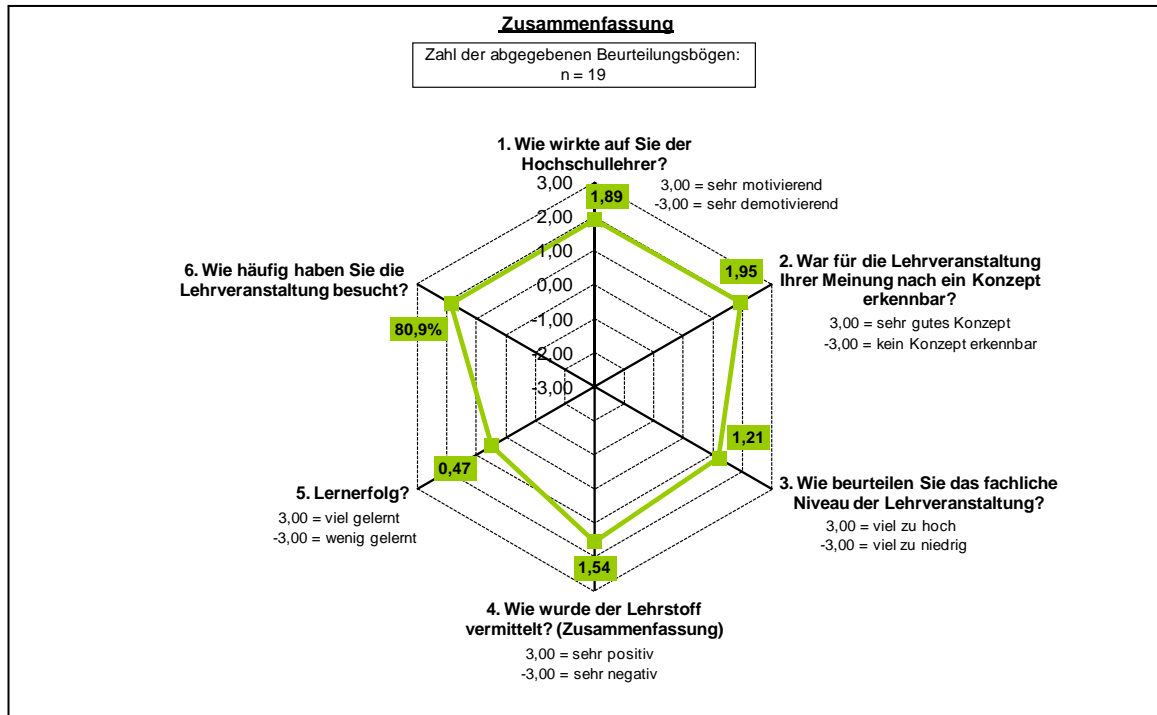 Zusammenfassung
Zahl der abgegebenen Beurteilungsbögen:
n = 19
1. Wie wirkte auf Sie der
Hochschullehrer?
3,00 = sehr motivierend
-3,00 = sehr demotivierend
3,00
2,00
1,00
0,00
-1,00
-2,00
-3,00
1,89
2. War für die Lehrveranstaltung
Ihrer Meinung nach ein Konzept
erkennbar?
3,00 = sehr gutes Konzept
-3,00 = kein Konzept erkennbar
1,95
3. Wie beurteilen Sie das fachliche
Niveau der Lehrveranstaltung?
3,00 = viel zu hoch
-3,00 = viel zu niedrig
1,21
4. Wie wurde der Lehrstoff
vermittelt? (Zusammenfassung)
3,00 = sehr positiv
-3,00 = sehr negativ
1,54
5. Lernerfolg?
3,00 = viel gelernt
-3,00 = wenig gelernt
0,47
6. Wie häufig haben Sie die
Lehrveranstaltung besucht?
80,9%